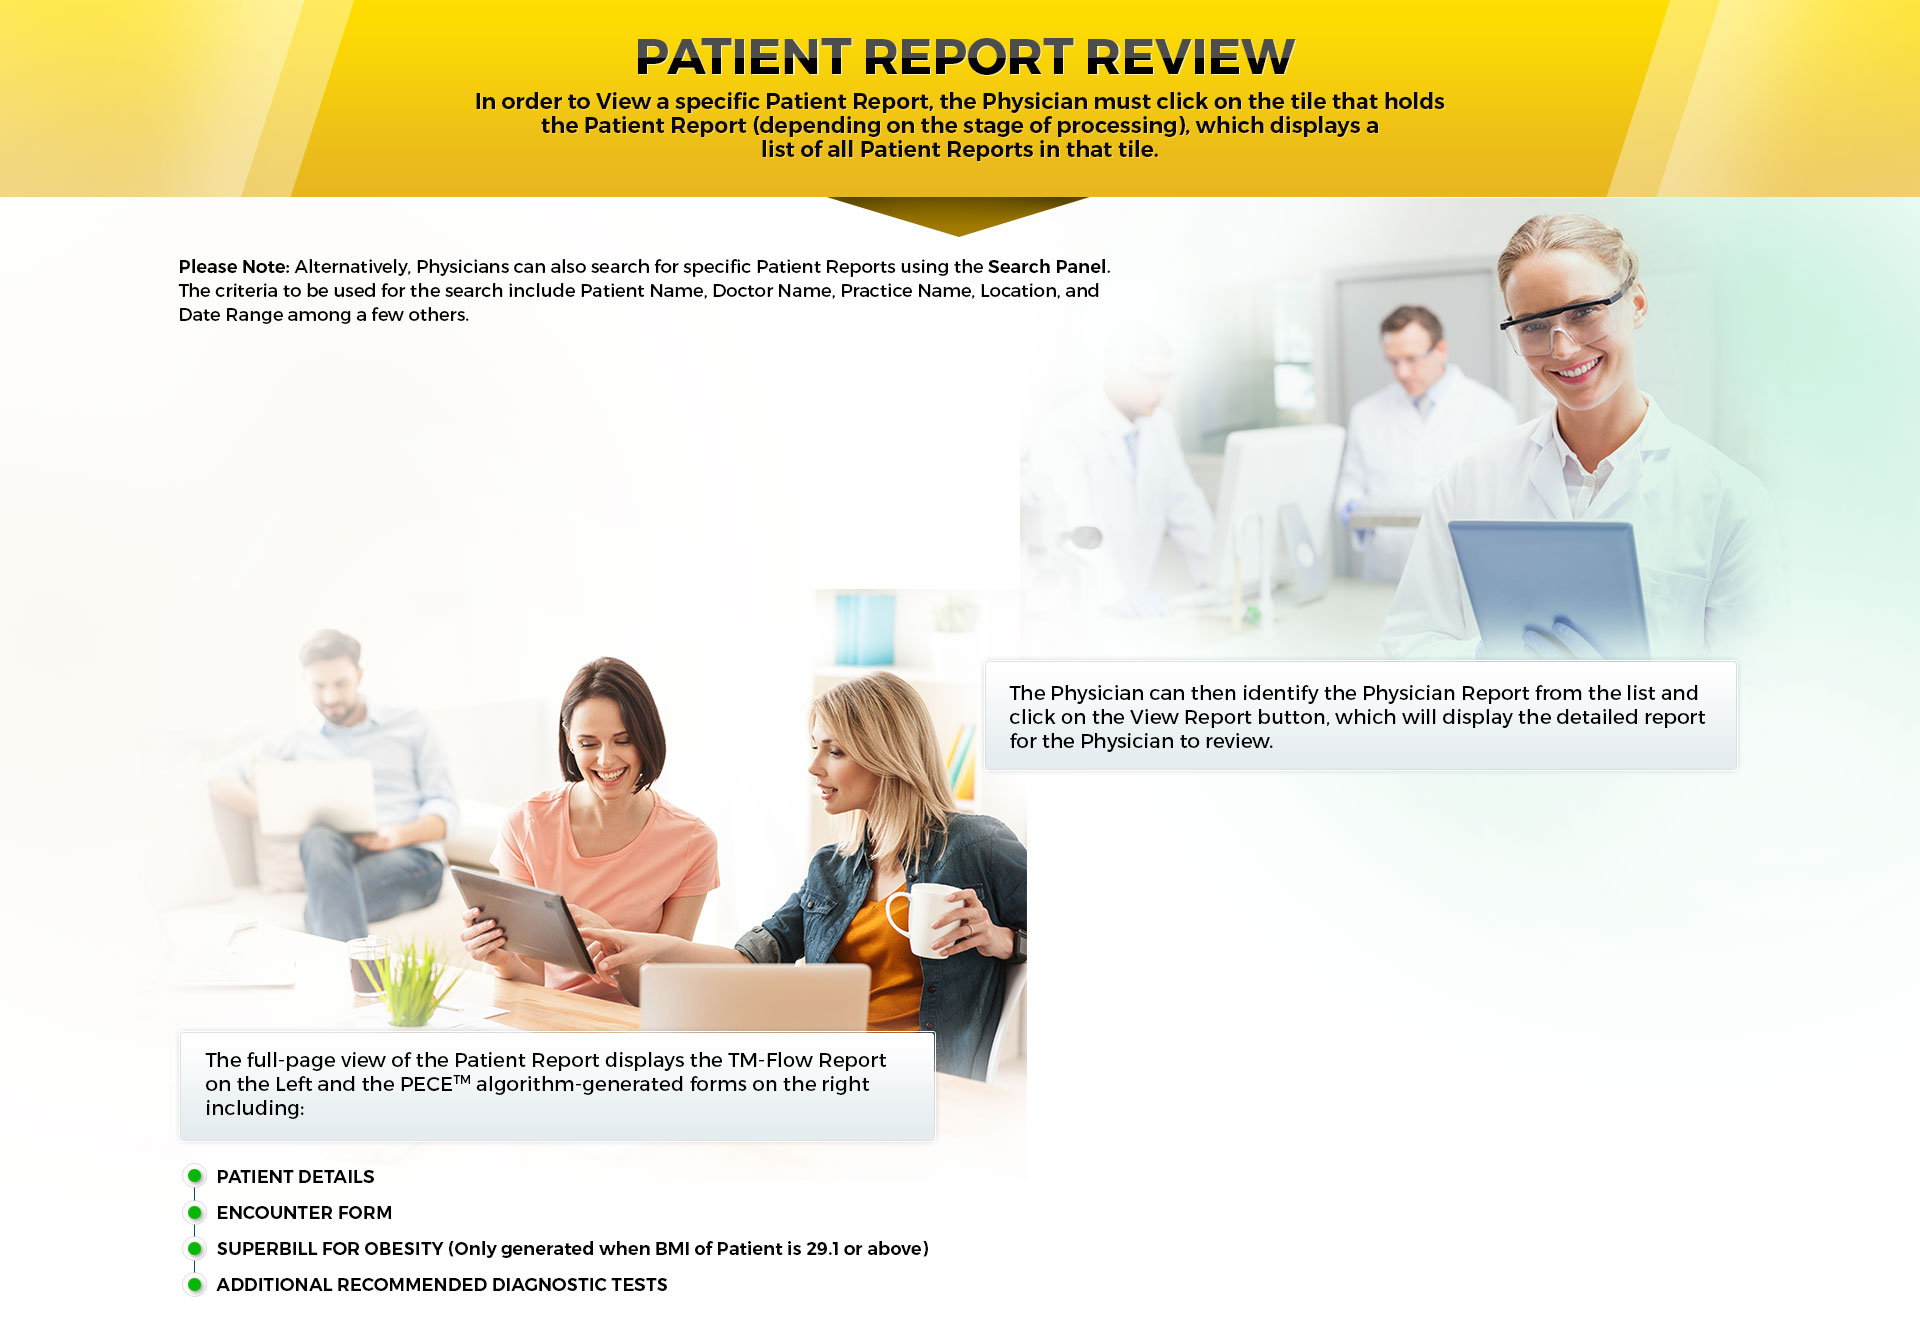 PATIENT REPORT REVIEW
In order to View a specific Patient Report, the Physician must click on the tile that holds
the Patient Report (depending on the stage of processing), which displays a
list of all Patient Reports in that tile.
Please Note: Alternatively, Physicians can also search for specific Patient Reports using the Search Panel.
The criteria to be used for the search include Patient Name, Doctor Name, Practice Name, Location, and
Date Range among a few others.
The Physician can then identify the Physician Report from the list and
click on the View Report button, which will display the detailed report
for the Physician to review.
The full-page view of the Patient Report displays the TM-Flow Report
on the Left and the PECE™ algorithm-generated forms on the right
including:
PATIENT DETAILS
ENCOUNTER FORM
SUPERBILL FOR OBESITY (Only generated when BMI of Patient is 29.1 or above)
ADDITIONAL RECOMMENDED DIAGNOSTIC TESTS